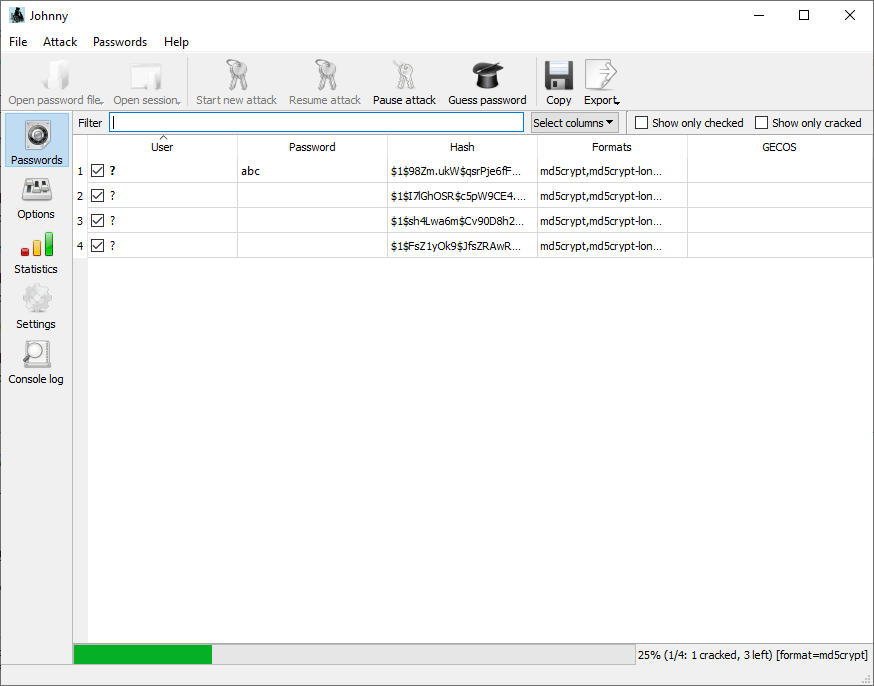 Johnny
File Attack Passwords Help
Open password file Open session Start new attack Resume attack Pause attack Guess password Copy Export
Filter Select columns Show only checked Show only cracked
Passwords
Options
Statistics
Settings
Console log
User Password Hash Formats GECOS
1 ? abc $1$98Zm.ukW$qsrPje6fF... md5crypt,md5crypt-lon...
2 ? $1$I7lGhOSR$c5pW9CE4.... md5crypt,md5crypt-lon...
3 ? $1$sh4Lwa6m$Cv90D8h2... md5crypt,md5crypt-lon...
4 ? $1$FsZ1yOk9$JfsZRAwR... md5crypt,md5crypt-lon...
25% (1/4: 1 cracked, 3 left) [format=md5crypt]